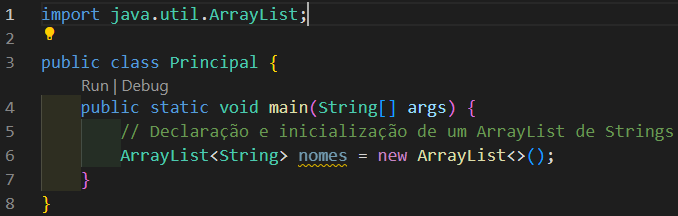 1 import java.util.ArrayList;
2
3 public class Principal {
Run | Debug
4 public static void main(String[] args) {
5 // Declaração e inicialização de um ArrayList de Strings
6 ArrayList<String> nomes = new ArrayList<>();
7 }
8 }